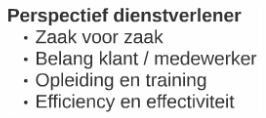 Perspectief dienstverlener
• Zaak voor zaak
• Belang klant / medewerker
• Opleiding en training
• Efficiency en effectiviteit